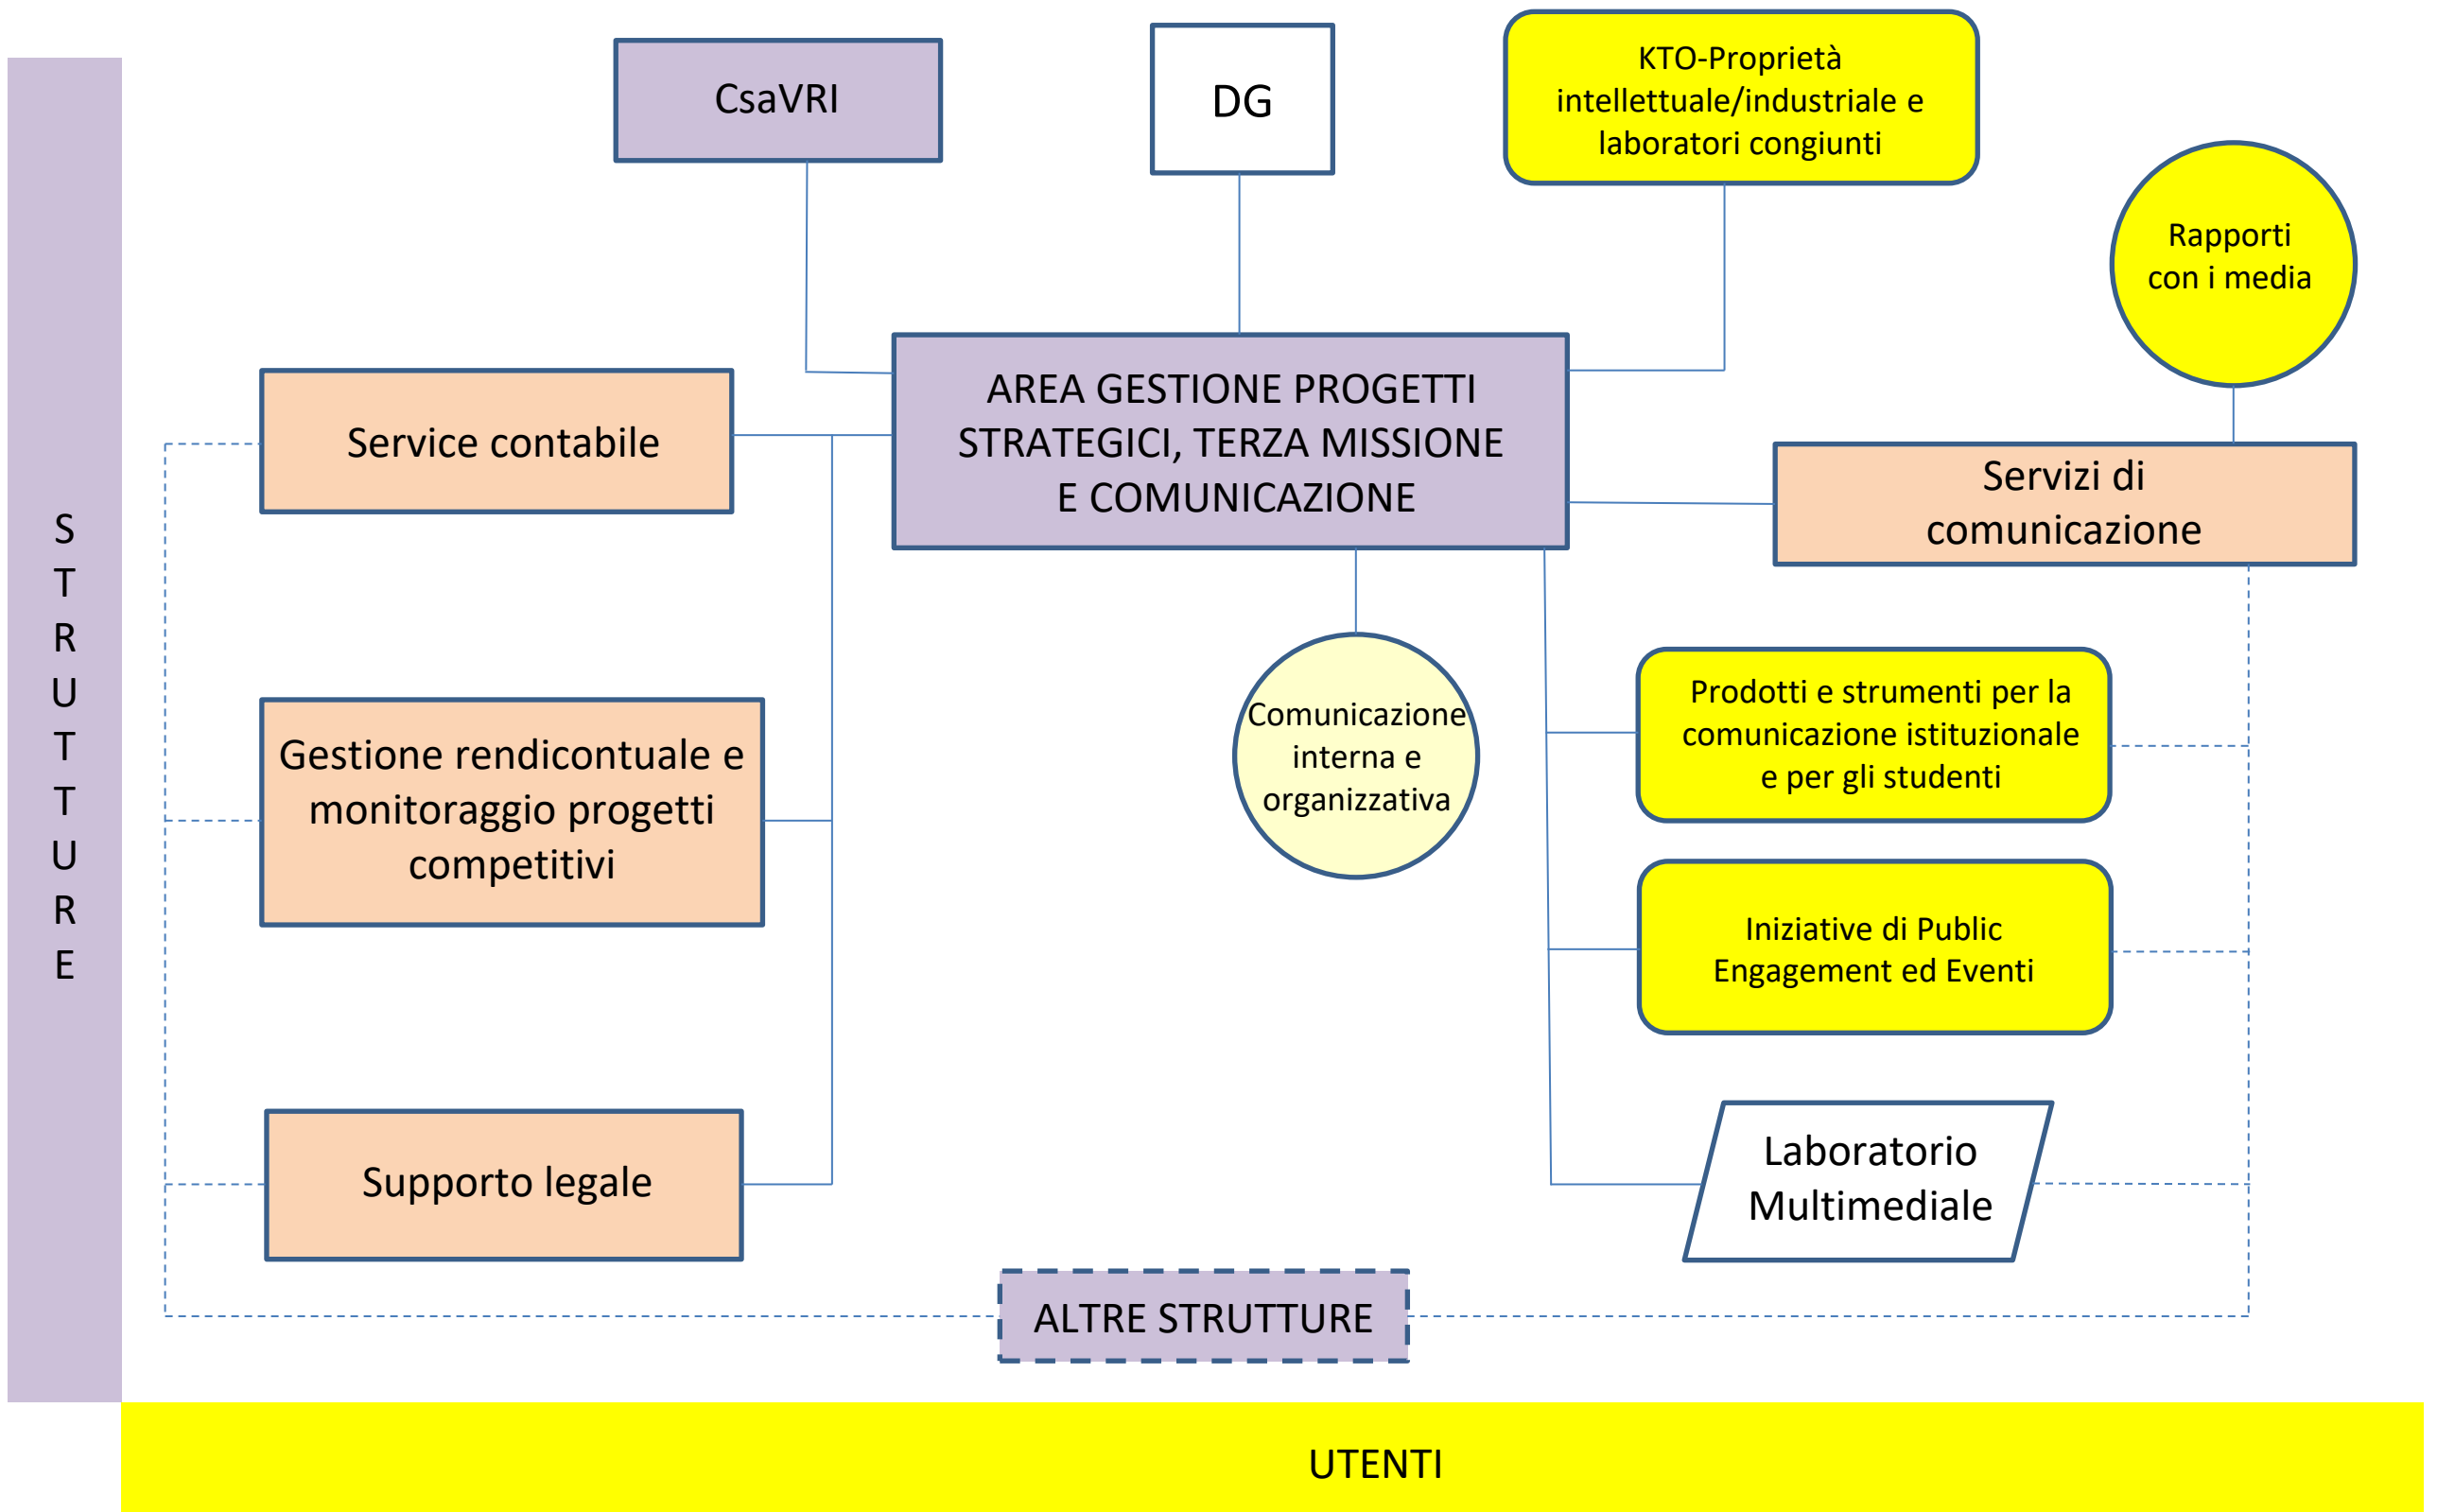 CsaVRI
DG
KTO-Proprietà
intellettuale/industriale e
laboratori congiunti
Rapporti
con i media
AREA GESTIONE PROGETTI
STRATEGICI, TERZA MISSIONE
E COMUNICAZIONE
Service contabile
Servizi di
comunicazione
S
T
R
U
T
T
U
R
E
Comunicazione
interna e
organizzativa
Prodotti e strumenti per la
comunicazione istituzionale
e per gli studenti
Gestione rendicontuale e
monitoraggio progetti
competitivi
Iniziative di Public
Engagement ed Eventi
Supporto legale
Laboratorio
Multimediale
ALTRE STRUTTURE
UTENTI